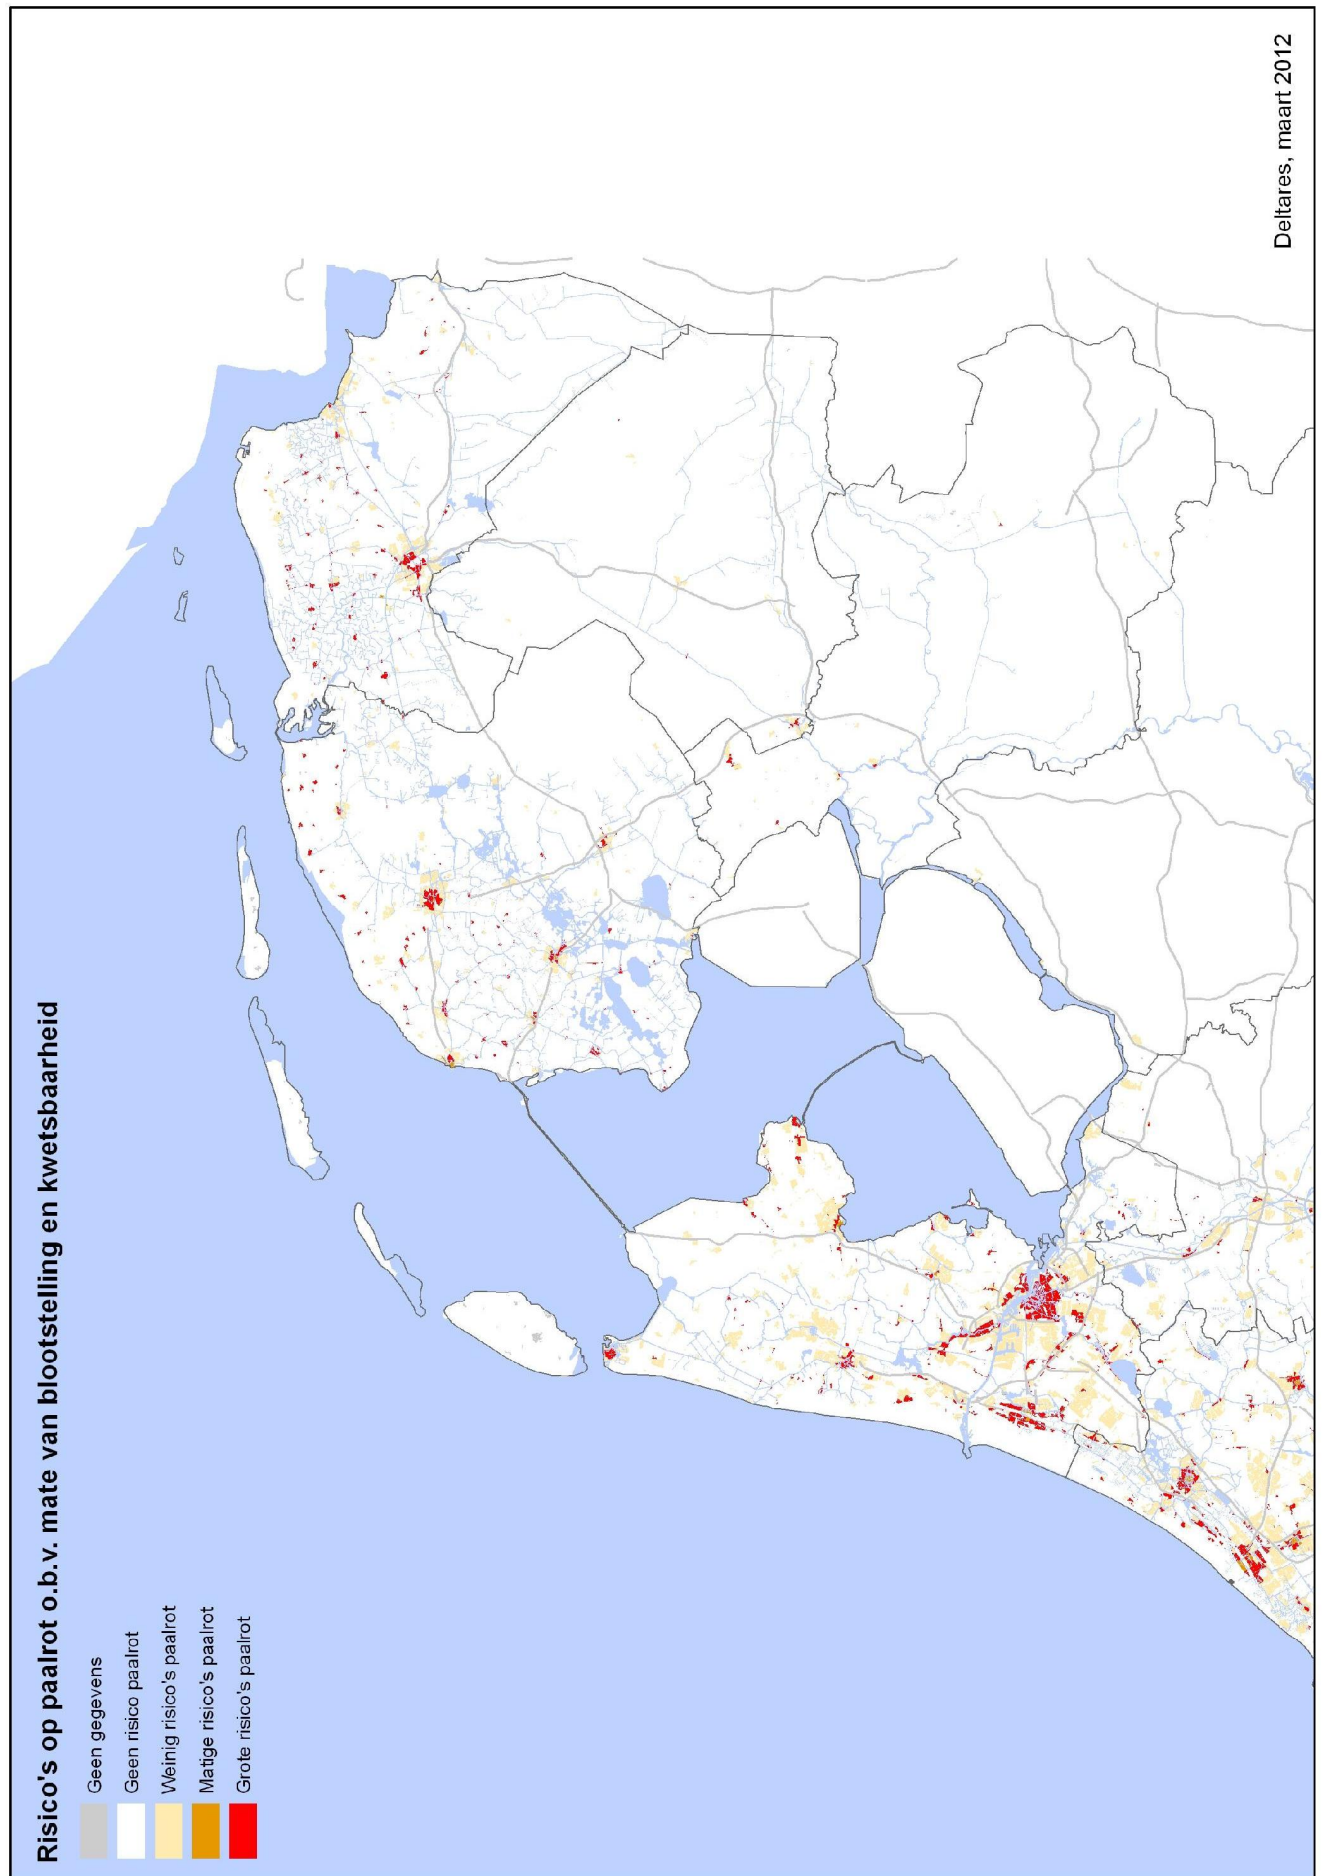 Risico's op paalrot o.b.v. mate van blootstelling en kwetsbaarheid
Geen gegevens
Geen risico paalrot
Weinig risico's paalrot
Matige risico's paalrot
Grote risico's paalrot
Deltares, maart 2012